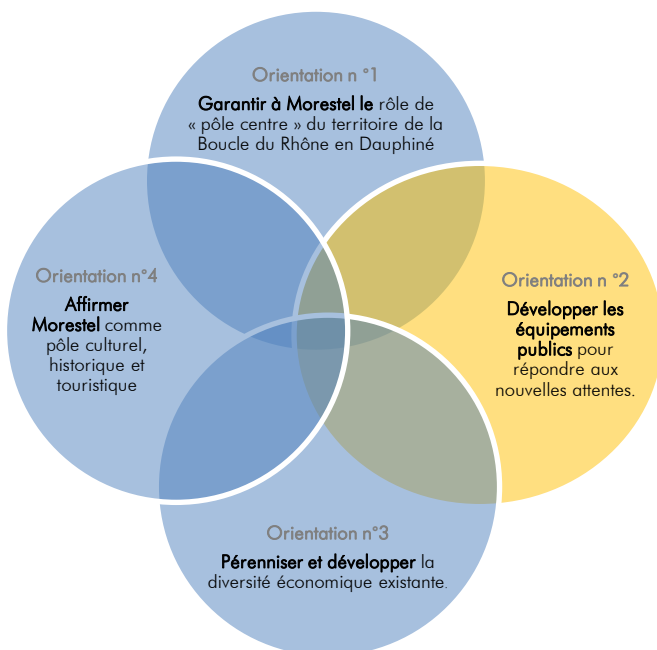 Orientation n °1
Garantir à Morestel le rôle de
« pôle centre » du territoire de la
Boucle du Rhône en Dauphiné
Orientation n°4
Affirmer
Morestel comme
pôle culturel,
historique et
touristique
Orientation n °2
Développer les
équipements
publics pour
répondre aux
nouvelles attentes.
Orientation n°3
Pérenniser et développer la
diversité économique existante.